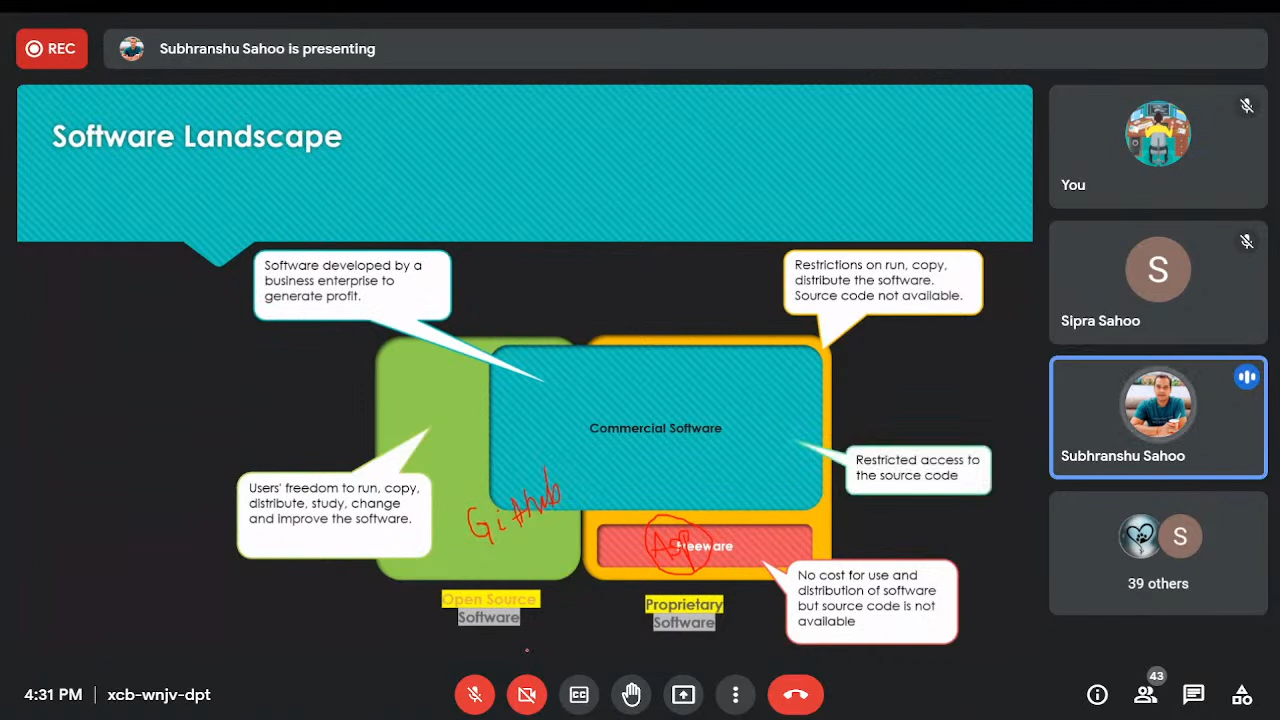 REC
Subhranshu Sahoo is presenting
Software Landscape
Software developed by a
business enterprise to
generate profit.
Restrictions on run, copy,
distribute the software.
Source code not available.
Commercial Software
Restricted access to
the source code
Users' freedom to run, copy,
distribute, study, change
and improve the software.
GitHub
Freeware
No cost for use and
distribution of software
but source code is not
available
Open Source
Software
Proprietary
Software
You
S
Sipra Sahoo
Subhranshu Sahoo
S
39 others
4:31 PM | xcb-wnjv-dpt
CC
43